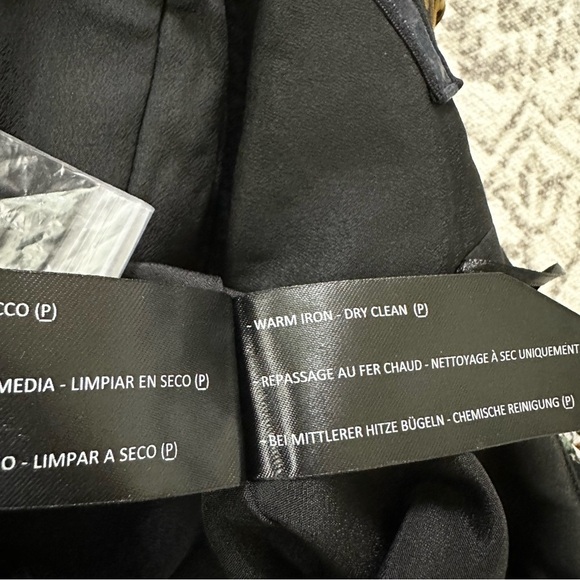 CCO (P)
MEDIA - LIMPIAR EN SECO (P)
O - LIMPAR A SECO (P)
- WARM IRON - DRY CLEAN (P)
- REPASSAGE AU FER CHAUD - NETTOYAGE À SEC UNIQUEMENT
- BEI MITTLERER HITZE BÜGELN - CHEMISCHE REINIGUNG (P)